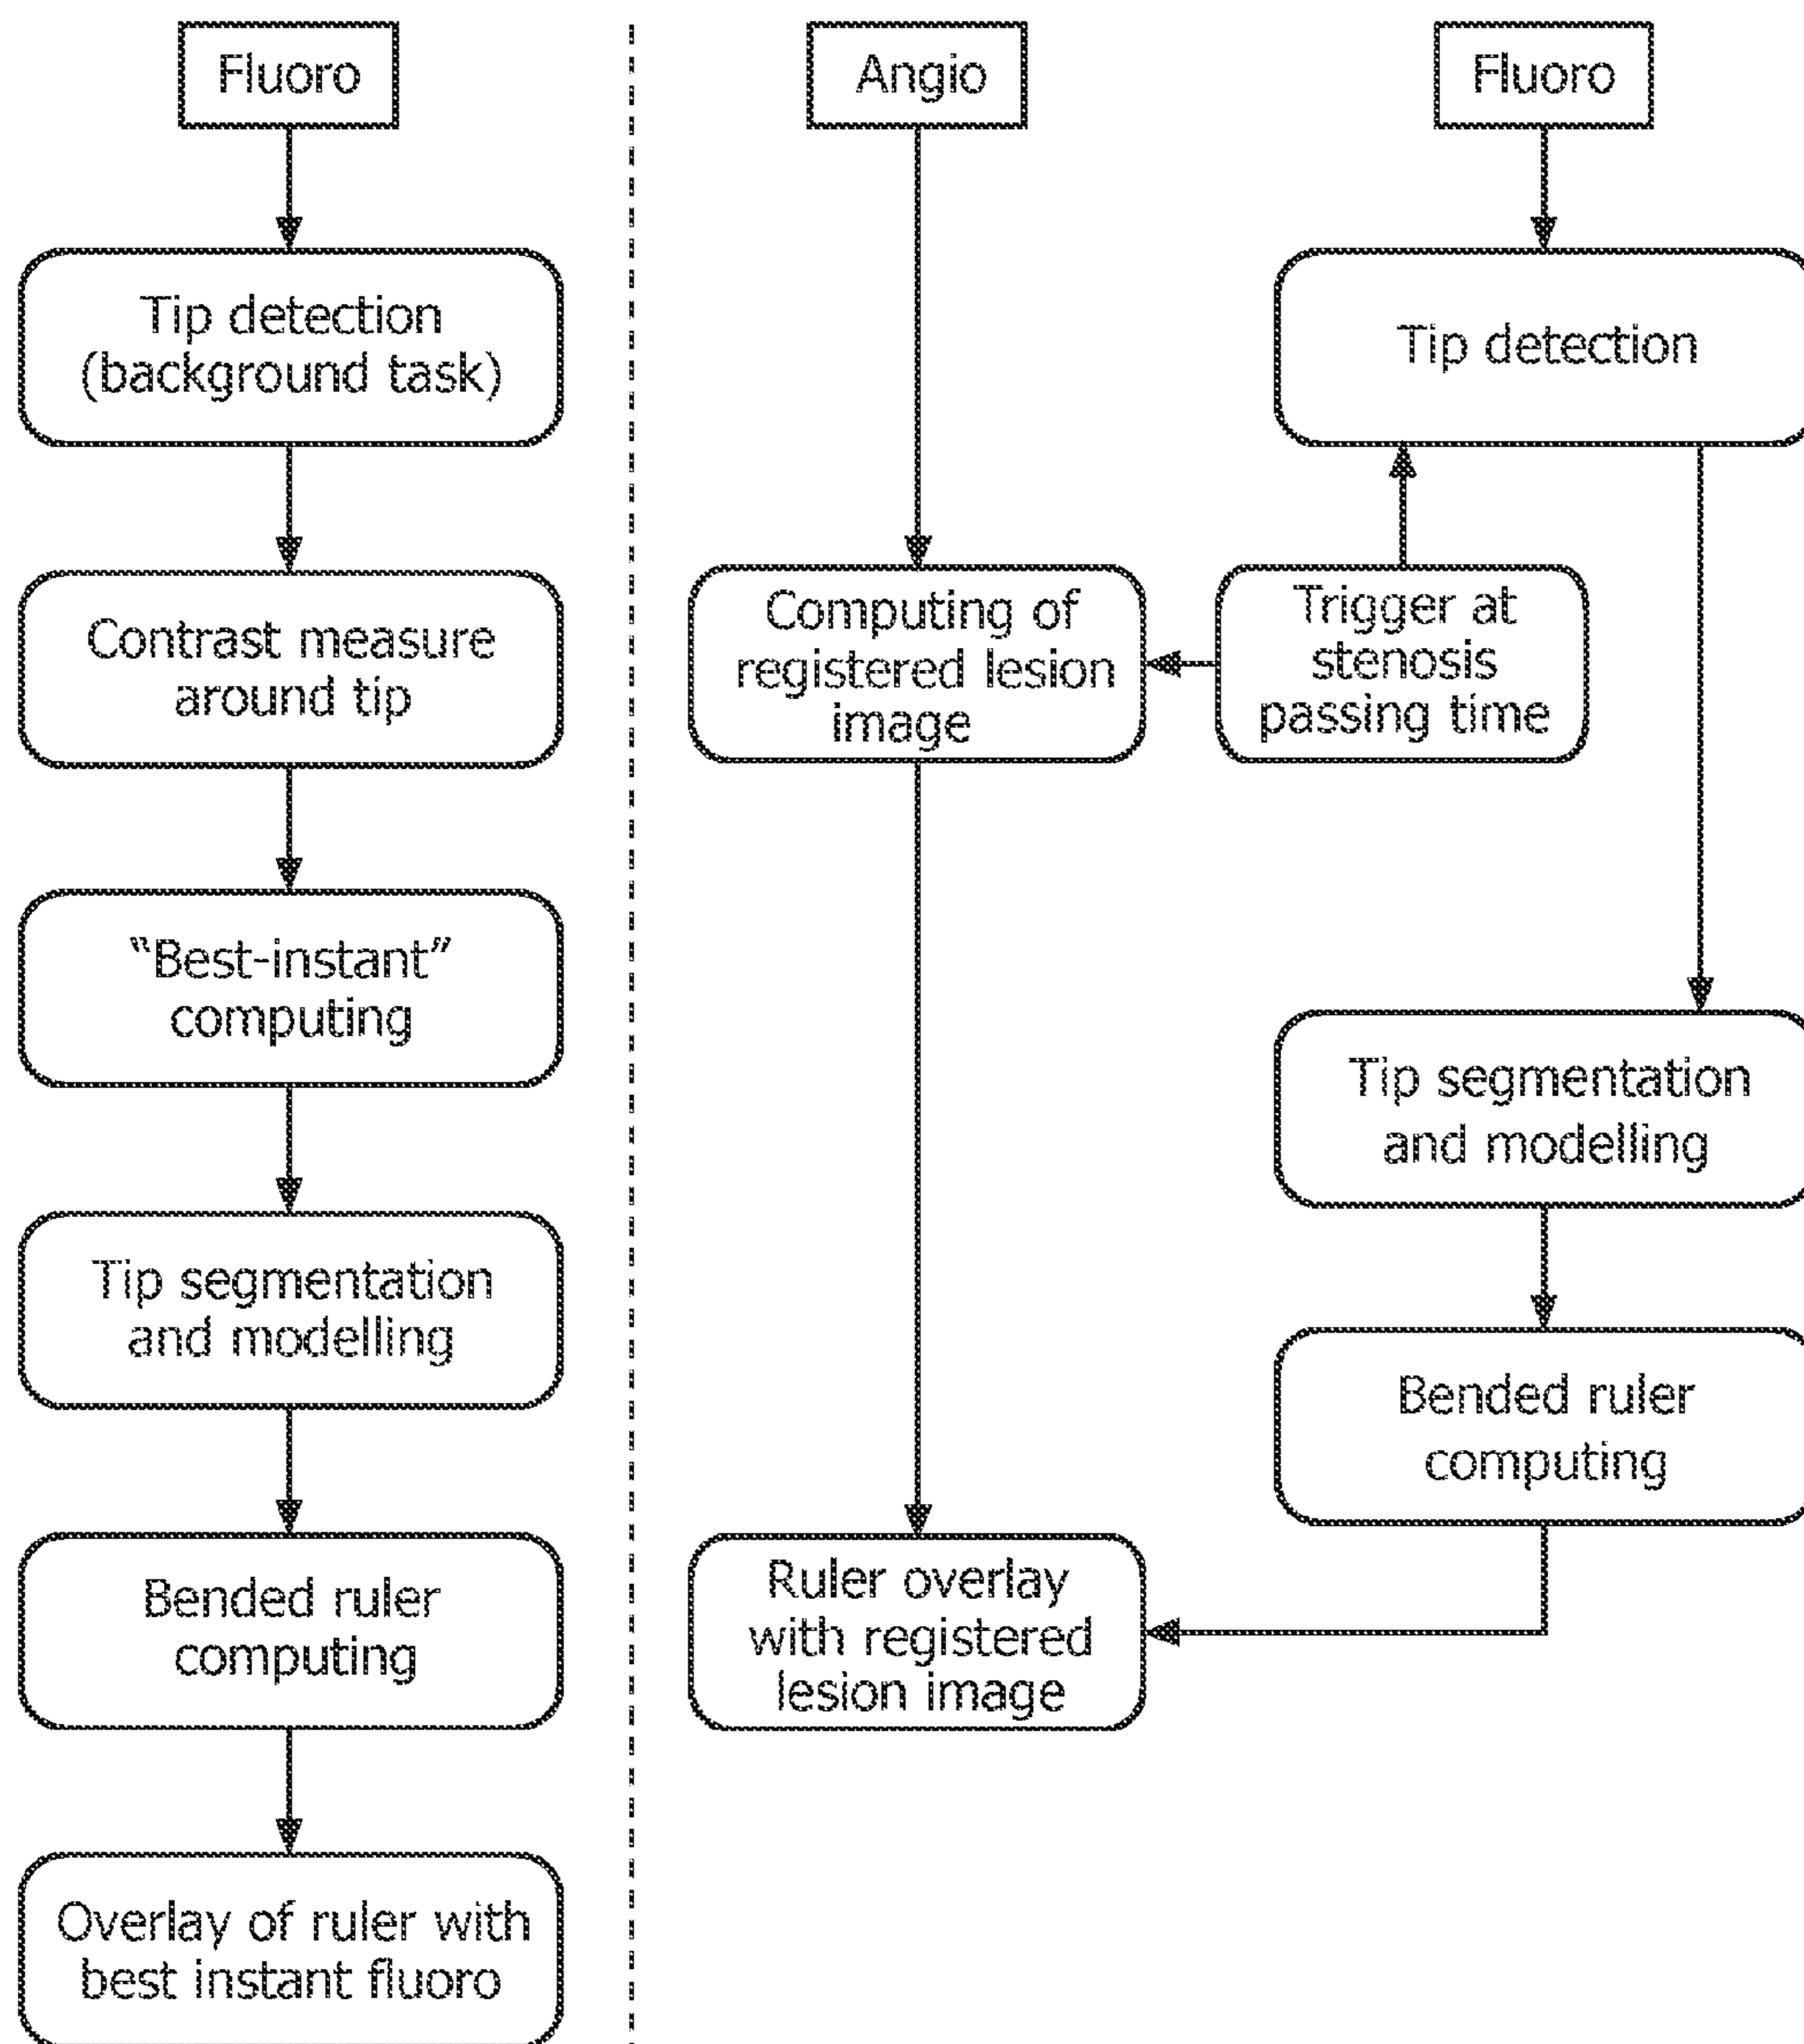 Fluoro
Tip detection
(background task)
Contrast measure
around tip
“Best-instant”
computing
Tip segmentation
and modelling
Bended ruler
computing
Overlay of ruler with
best instant fluoro
Angio
Computing of
registered lesion
image
Ruler overlay
with registered
lesion image
Fluoro
Tip detection
Trigger at
stenosis
passing time
Tip segmentation
and modelling
Bended ruler
computing